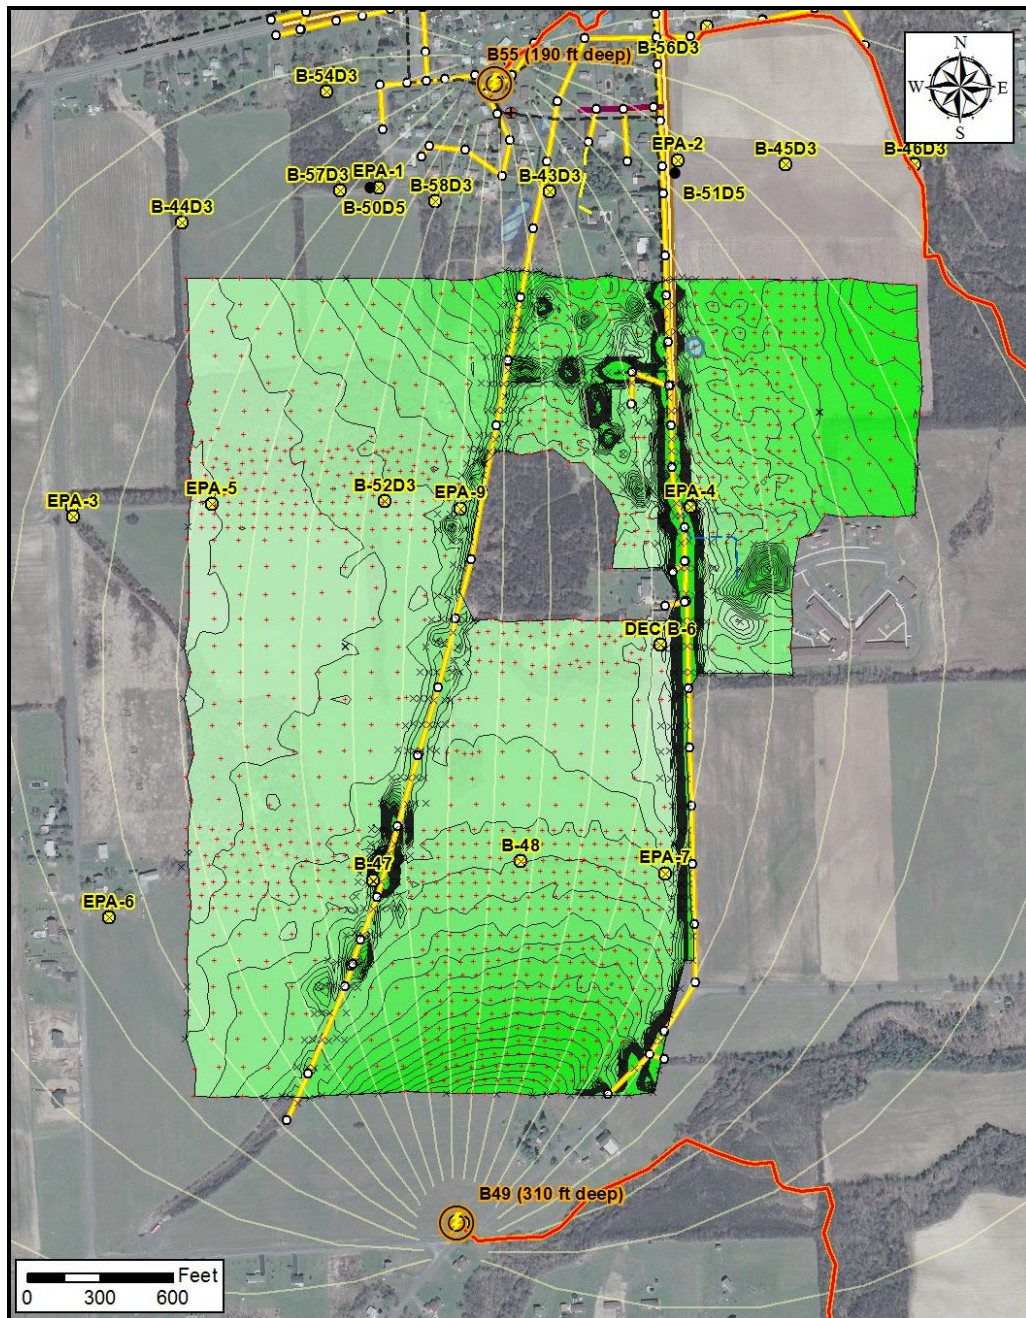 B55 (190 ft deep)
B-56D3
N
W E
S
B-54D3
EPA-2
B-45D3
B-46D3
B-57D3
EPA-1
B-58D3
B-43D3
B-44D3
B-50D5
B-51D5
EPA-3
EPA-5
B-52D3
EPA-9
EPA-4
DEC B-6
B-47
B-48
EPA-7
EPA-6
B49 (310 ft deep)
Feet
0 300 600